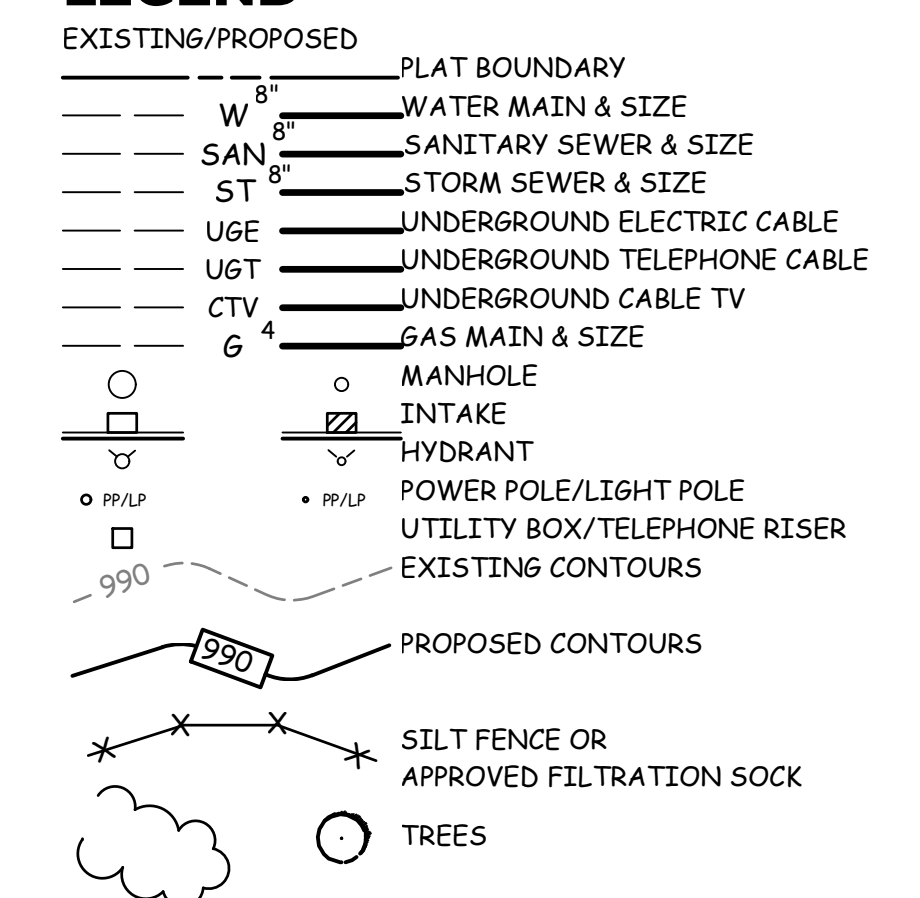 LEGEND
EXISTING/PROPOSED
PLAT BOUNDARY
W 8" WATER MAIN & SIZE
SAN 8" SANITARY SEWER & SIZE
ST 8" STORM SEWER & SIZE
UGE UNDERGROUND ELECTRIC CABLE
UGT UNDERGROUND TELEPHONE CABLE
CTV UNDERGROUND CABLE TV
G 4 GAS MAIN & SIZE
MANHOLE
INTAKE
HYDRANT
PP/LP PP/LP POWER POLE/LIGHT POLE
UTILITY BOX/TELEPHONE RISER
990 EXISTING CONTOURS
990 PROPOSED CONTOURS
SILT FENCE OR
APPROVED FILTRATION SOCK
TREES